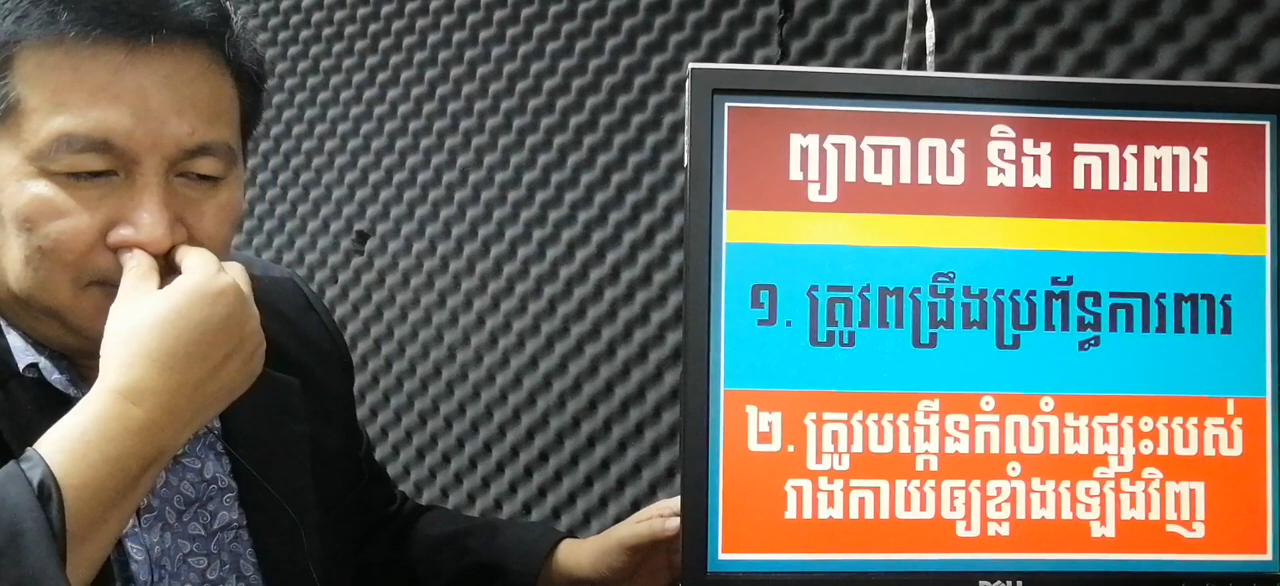 ព្យាបាល និង ការពារ
១. ត្រូវពង្រឹងប្រព័ន្ធការពារ
២. ត្រូវបង្កើនកំលាំងផ្សះរបស់
រាងកាយឲ្យខ្លាំងឡើងវិញ